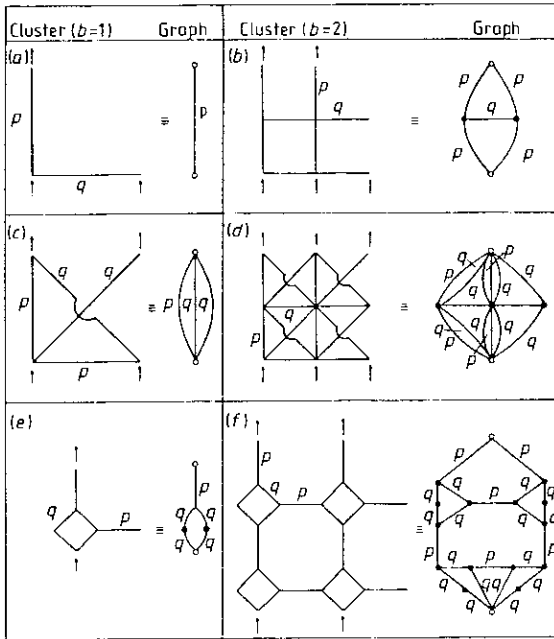 Cluster (b=1) Graph Cluster (b=2) Graph
(a) (b)
p q ≡ p
p q ≡ p p q p p
(c) (d)
p q q p ≡ p q q
q p ≡ q p q p q q q q q p p q q
(e) (f)
q p ≡ p q q q q
p q p ≡ p p q q p q q q q q q p p q p q q q q q q